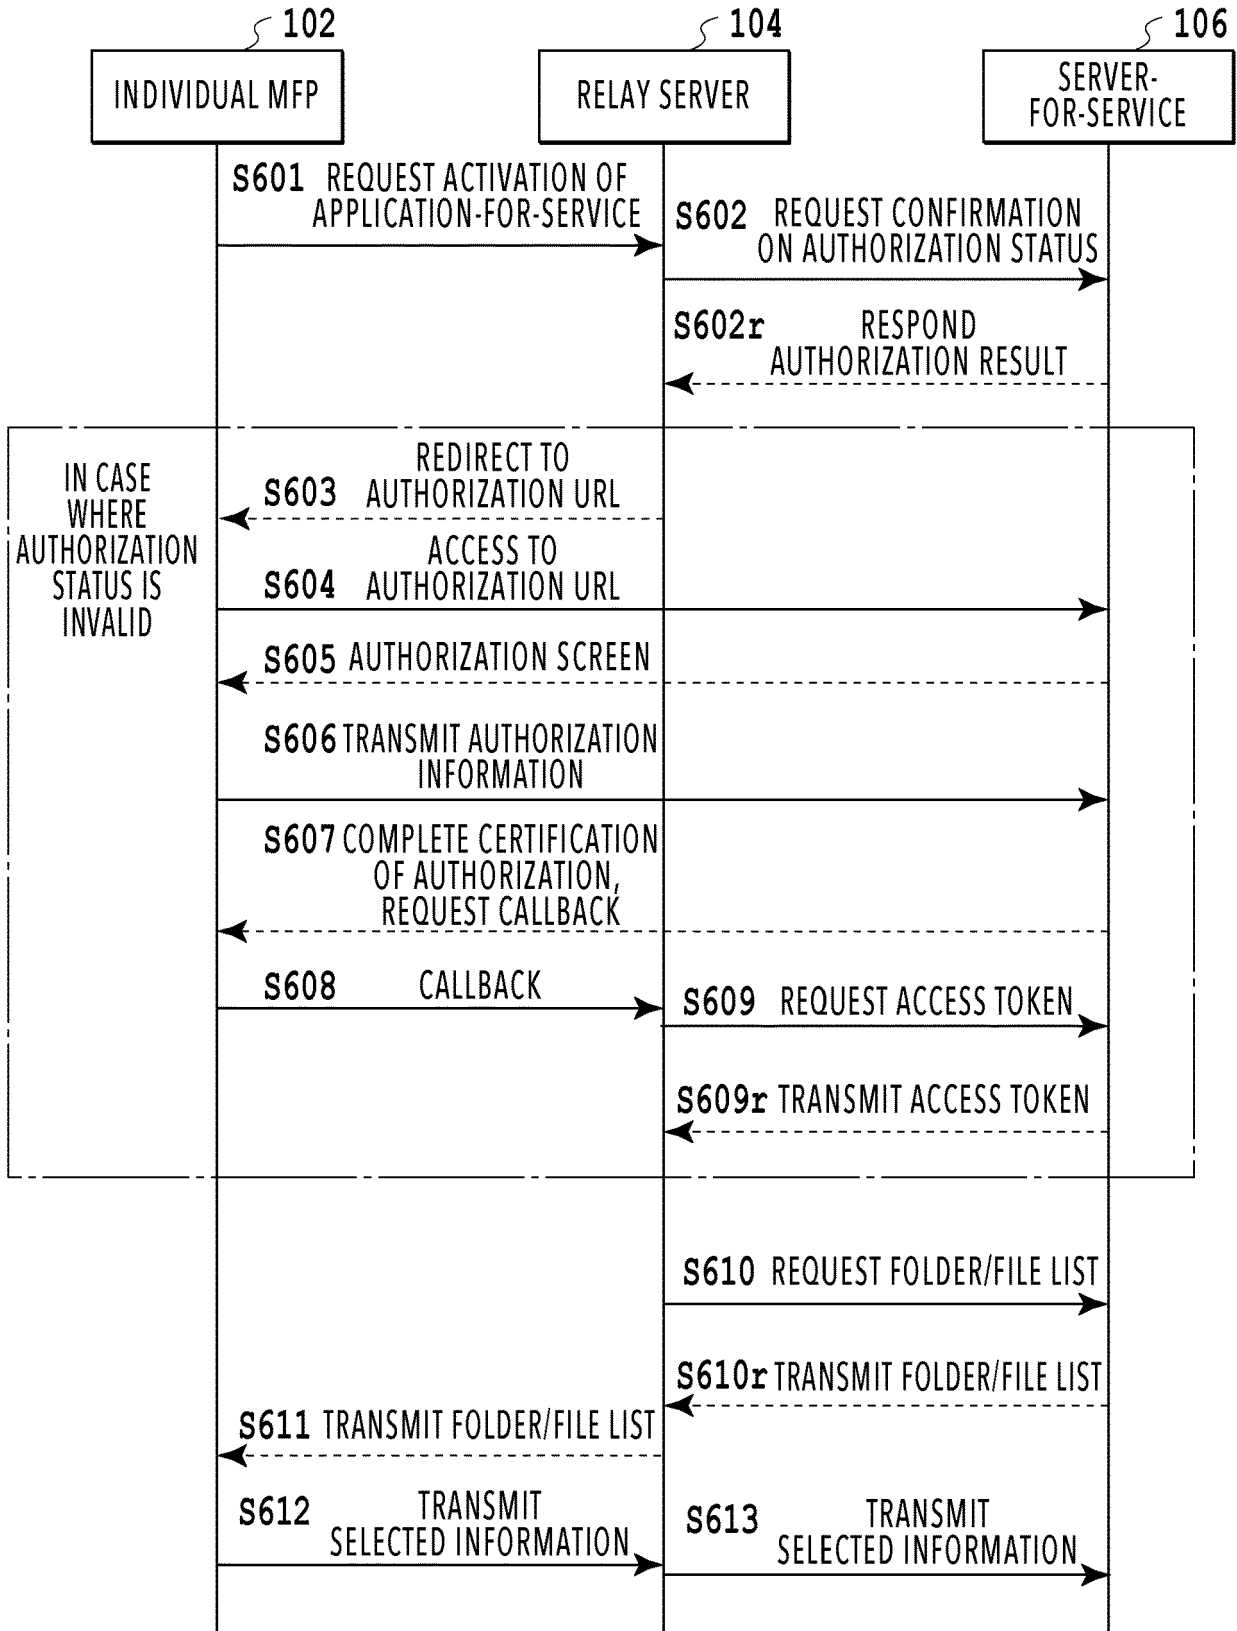 102
104
106
INDIVIDUAL MFP
RELAY SERVER
SERVER-
FOR-SERVICE
S601 REQUEST ACTIVATION OF
APPLICATION-FOR-SERVICE
S602 REQUEST CONFIRMATION
ON AUTHORIZATION STATUS
S602r RESPOND
AUTHORIZATION RESULT
IN CASE
WHERE
AUTHORIZATION
STATUS IS
INVALID
REDIRECT TO
S603 AUTHORIZATION URL
ACCESS TO
S604 AUTHORIZATION URL
S605 AUTHORIZATION SCREEN
S606 TRANSMIT AUTHORIZATION
INFORMATION
S607 COMPLETE CERTIFICATION
OF AUTHORIZATION,
REQUEST CALLBACK
S608 CALLBACK
S609 REQUEST ACCESS TOKEN
S609r TRANSMIT ACCESS TOKEN
S610 REQUEST FOLDER/FILE LIST
S610r TRANSMIT FOLDER/FILE LIST
S611 TRANSMIT FOLDER/FILE LIST
S612 TRANSMIT
SELECTED INFORMATION
S613 TRANSMIT
SELECTED INFORMATION